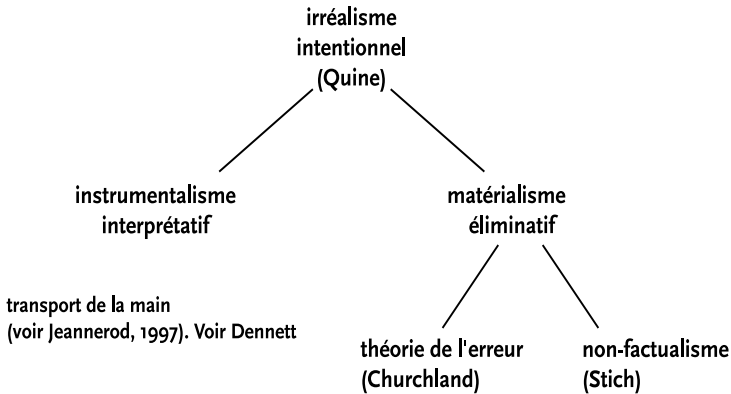 irréalisme
intentionnel
(Quine)
instrumentalisme
interprétatif
matérialisme
éliminatif
transport de la main
(voir Jeannerod, 1997). Voir Dennett
théorie de l'erreur
(Churchland)
non-factualisme
(Stich)